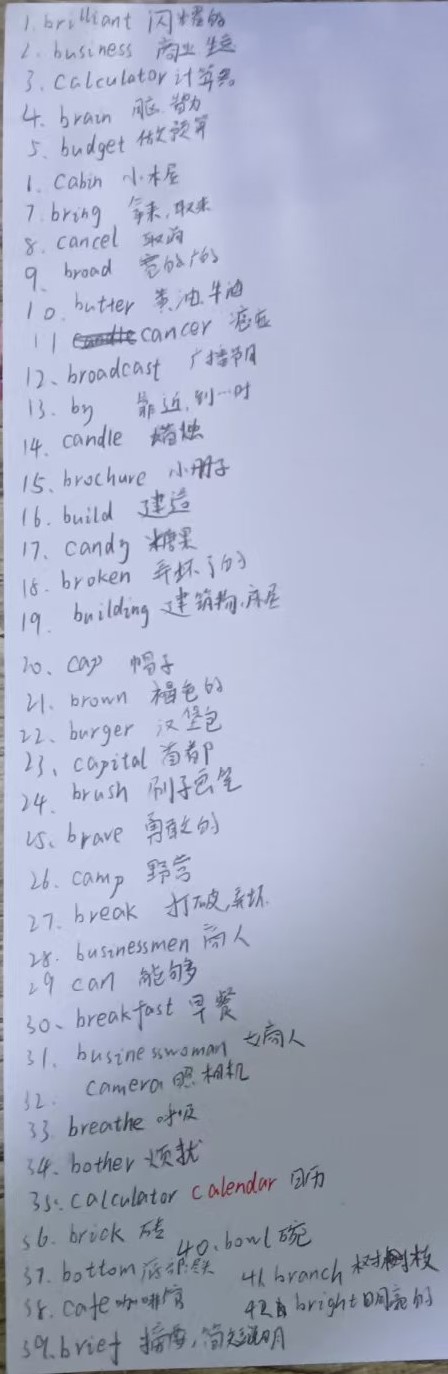 1. brilliant 闪耀的
2. business 商业 生意
3. calculator 计算器
4. brain 脑.智力
5. budget 做预算
6. Cabin 小木屋
7. bring 拿来,取来
8. cancel 取消
9. broad 宽的广的
10. butter 黄油.牛油
11 cancer 癌症
12、broadcast 广播节目
13. by 靠近,到…时
14. candle 蜡烛
15、brochure 小册子
16. build 建造
17、candy 糖果
18. broken 弄坏了的
19. building 建筑物.房屋
20、cap 帽子
21. brown 褐色的
22. burger 汉堡包
23、capital 首都
24. brush 刷子画笔
25、brave 勇敢的
26. camp 野营
27. break 打破,弄坏
28. businessmen 商人
29 can 能够
30、breakfast 早餐
31. businesswoman 女商人
32. camera 照相机
33. breathe 呼吸
34. bother 烦扰
35. calculator calendar 日历
36. brick 砖
40. bowl 碗
37. bottom 底部
41. branch 树枝
38. cafe 咖啡馆
42. bright 明亮的
39. brief 摘要,简短说明